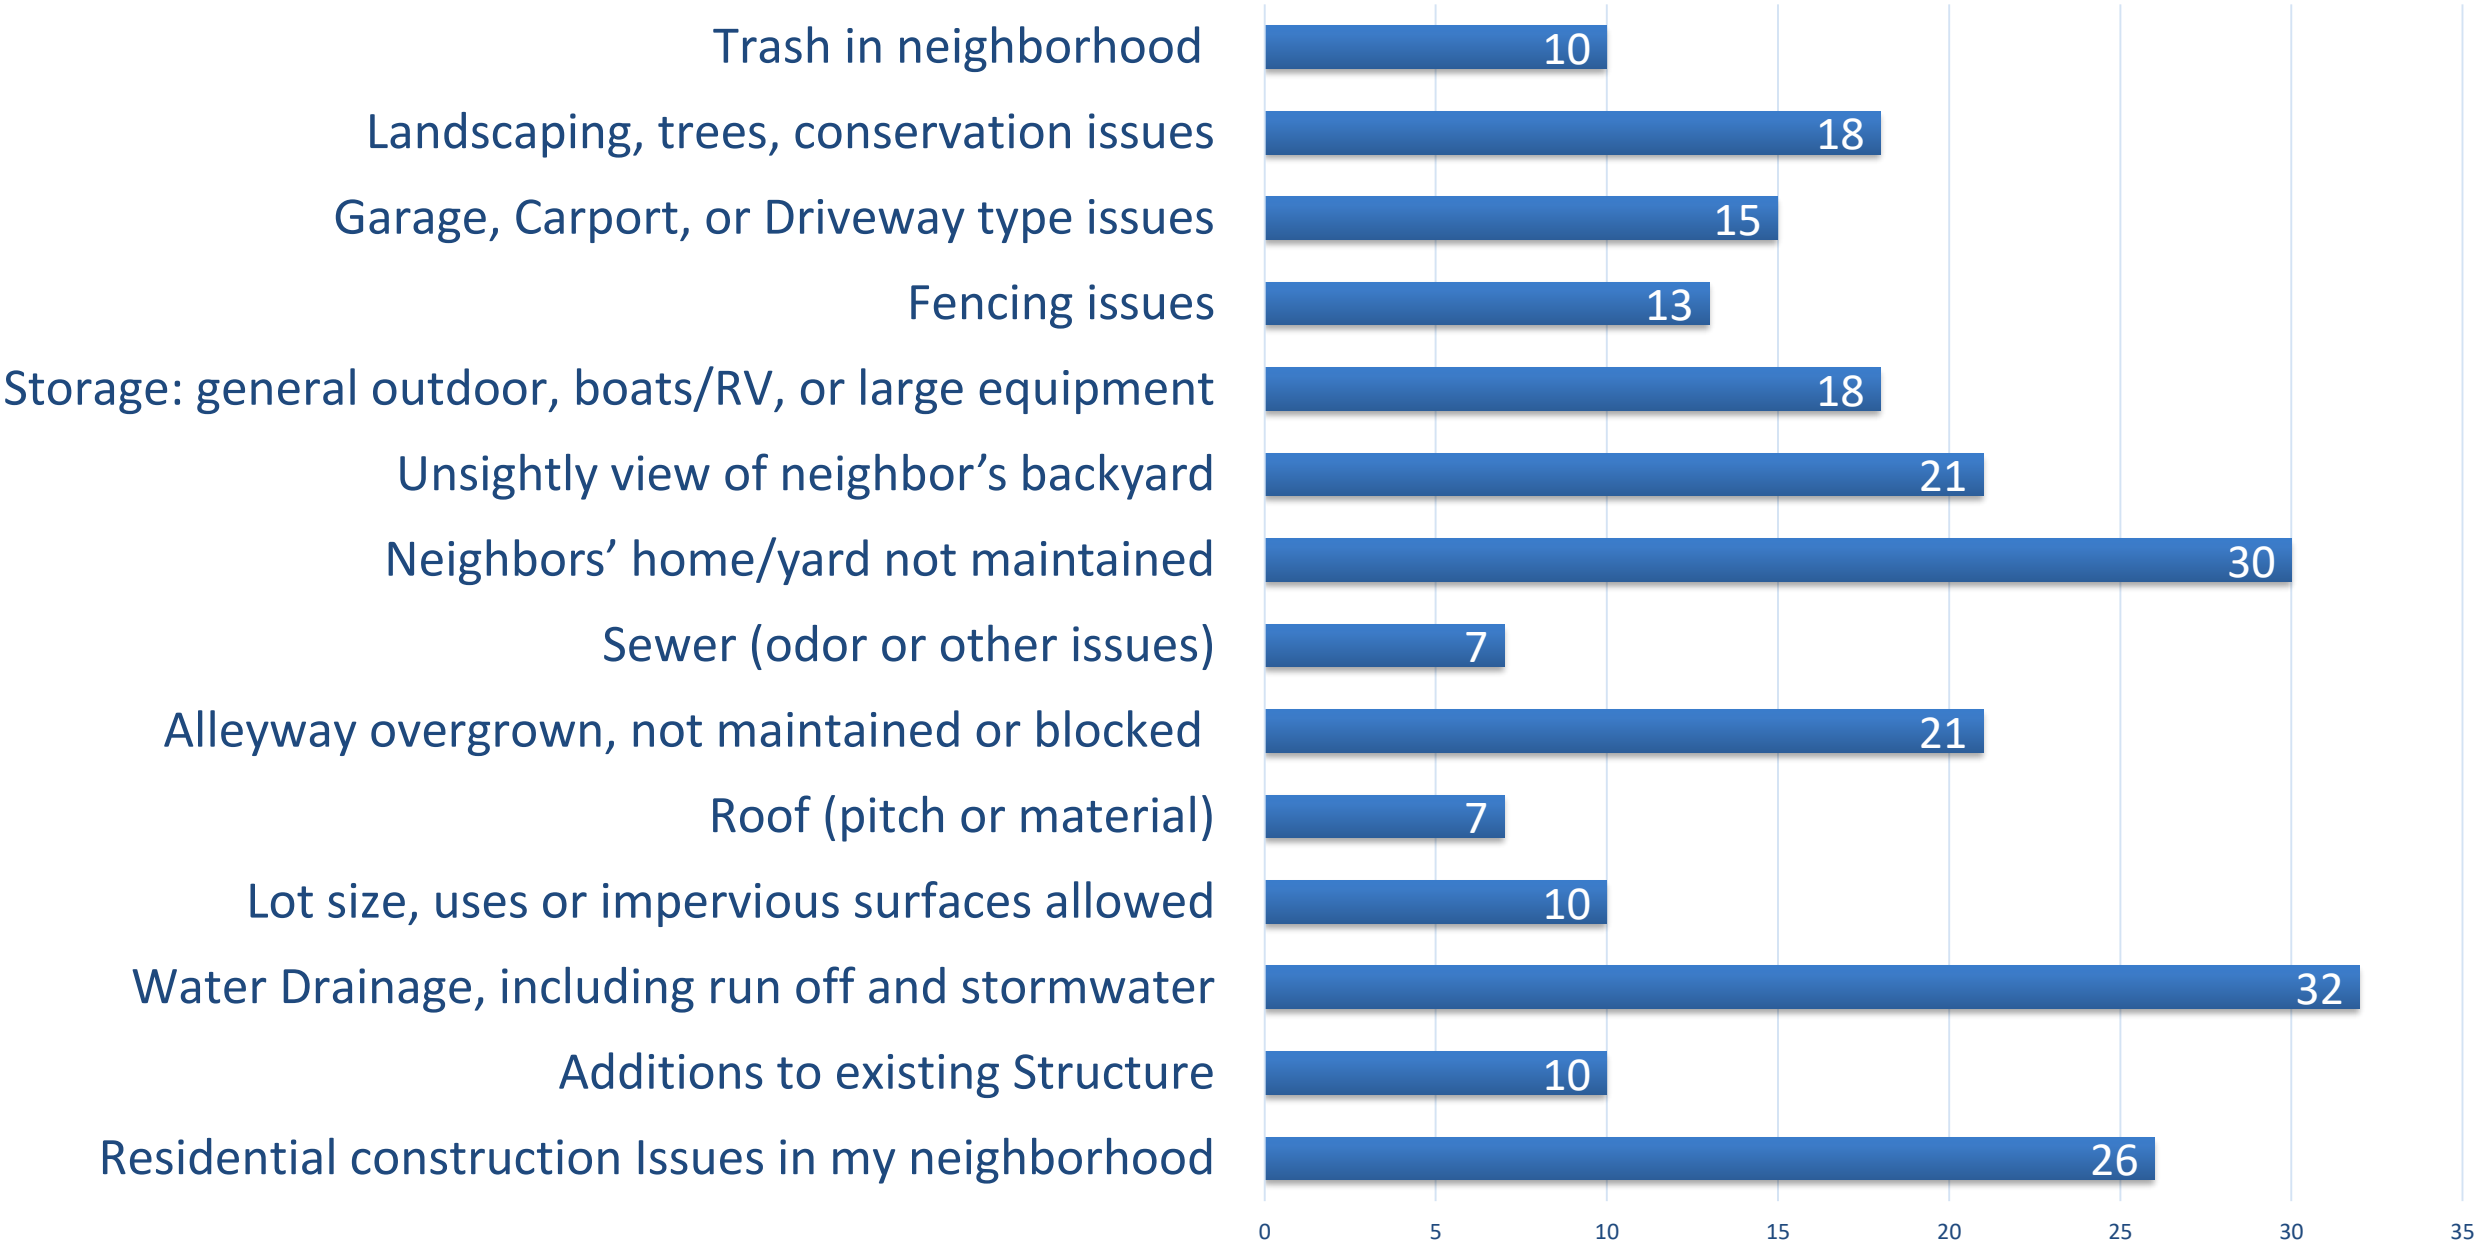 Trash in neighborhood 10
Landscaping, trees, conservation issues 18
Garage, Carport, or Driveway type issues 15
Fencing issues 13
Storage: general outdoor, boats/RV, or large equipment 18
Unsightly view of neighbor’s backyard 21
Neighbors’ home/yard not maintained 30
Sewer (odor or other issues) 7
Alleyway overgrown, not maintained or blocked 21
Roof (pitch or material) 7
Lot size, uses or impervious surfaces allowed 10
Water Drainage, including run off and stormwater 32
Additions to existing Structure 10
Residential construction Issues in my neighborhood 26
0 5 10 15 20 25 30 35